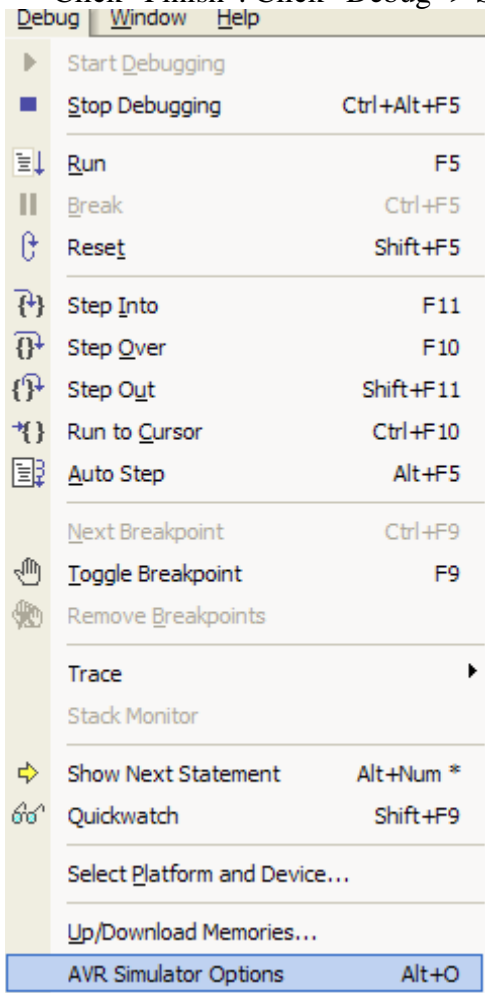 Debug Window Help
Start Debugging
Stop Debugging Ctrl+Alt+F5
Run F5
Break Ctrl+F5
Reset Shift+F5
Step Into F11
Step Over F10
Step Out Shift+F11
Run to Cursor Ctrl+F10
Auto Step Alt+F5
Next Breakpoint Ctrl+F9
Toggle Breakpoint F9
Remove Breakpoints
Trace
Stack Monitor
Show Next Statement Alt+Num *
Quickwatch Shift+F9
Select Platform and Device...
Up/Download Memories...
AVR Simulator Options Alt+O